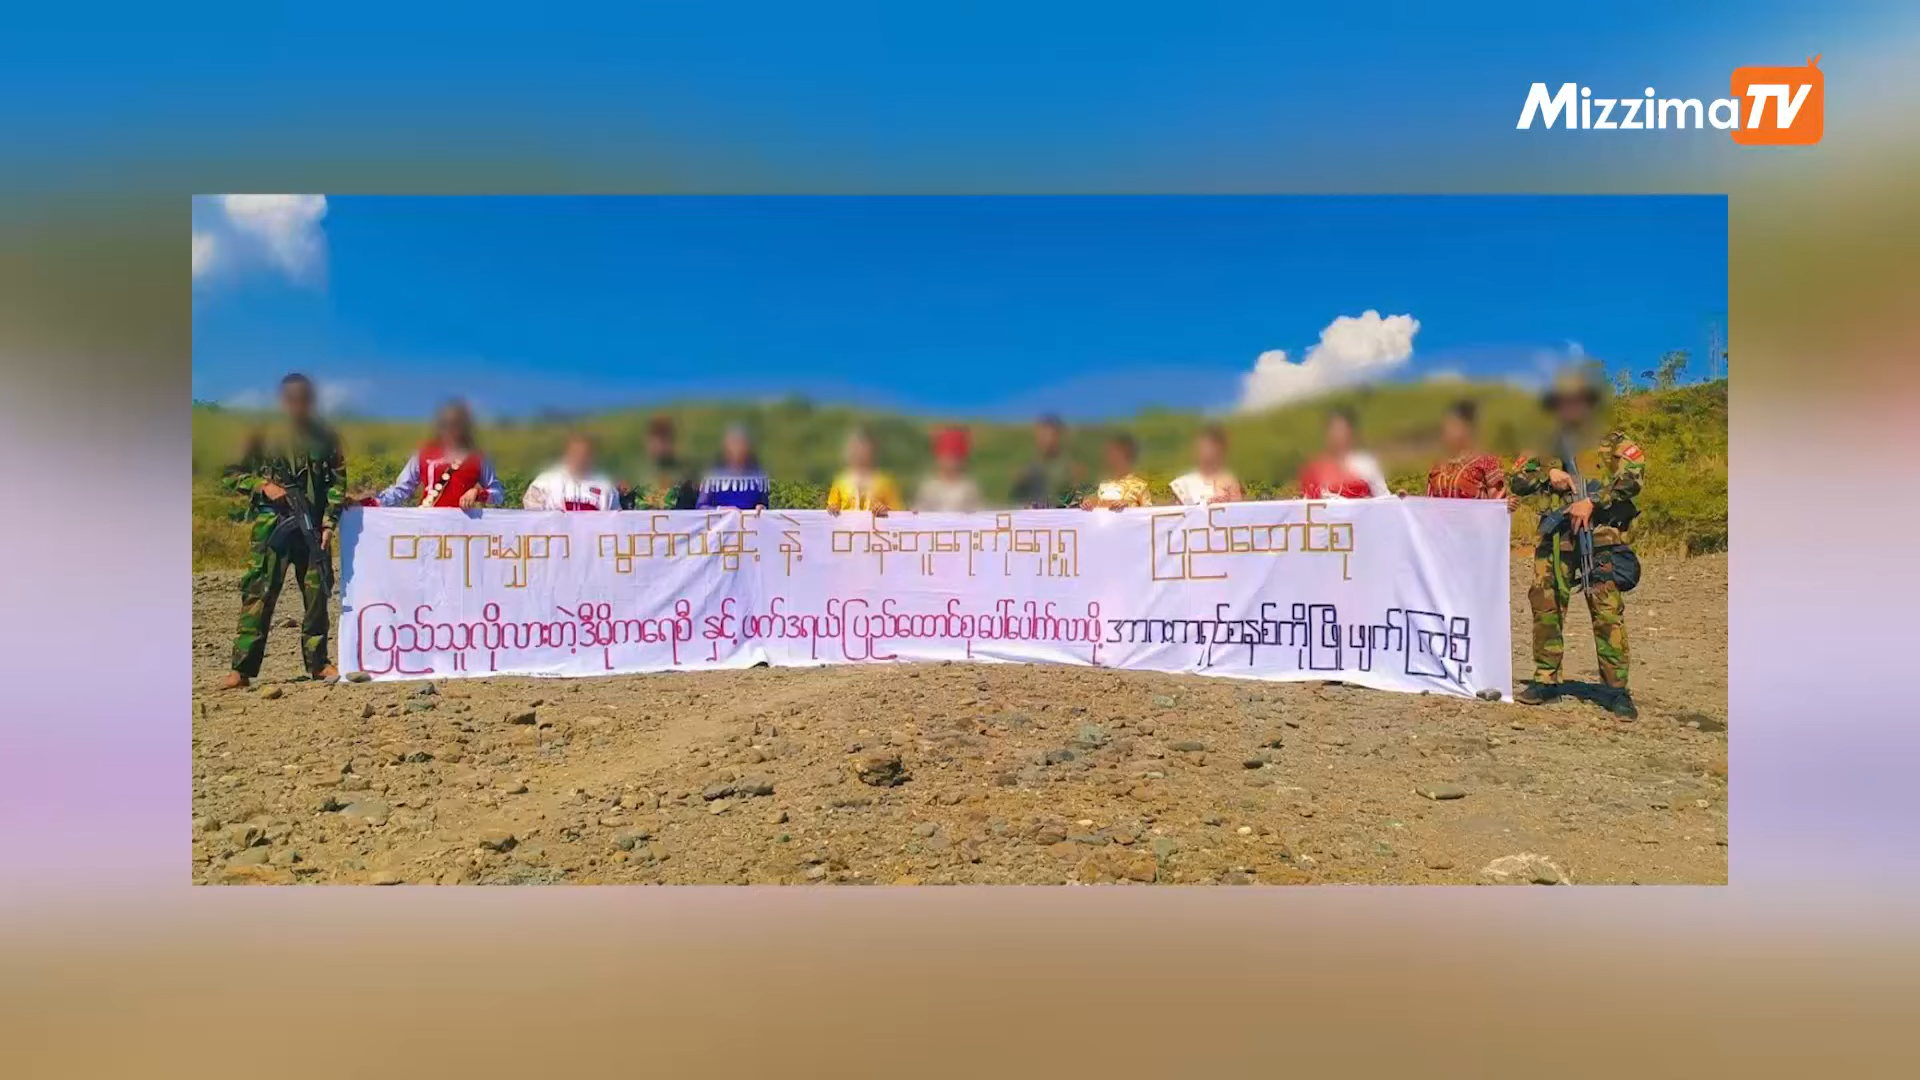 MizzimaTV
တရားမျှတ လွတ်လပ်ခွင့် နဲ့ တန်းတူရေးကိုရှေ့ရှု ပြည်ထောင်စု
ပြည်သူလိုလားတဲ့ဒီမိုကရေစီ နှင့် ဖက်ဒရယ်ပြည်ထောင်စု ပေါ်ပေါက်လာဖို့ အာဏာရှင်စနစ်ကိုဖြို ဖျက်ကြစို့